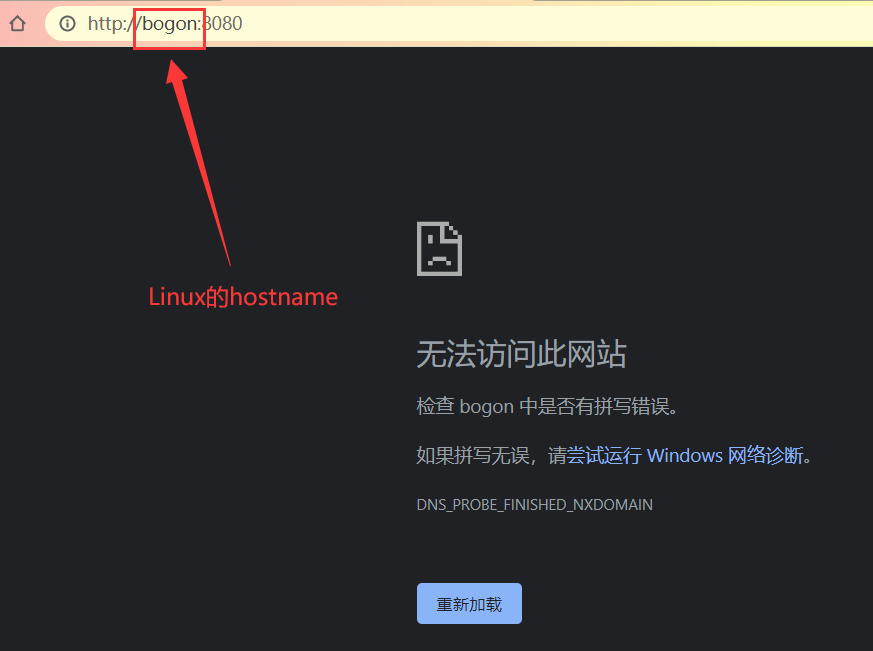 http://bogon:8080
Linux的hostname
无法访问此网站
检查 bogon 中是否有拼写错误。
如果拼写无误，请尝试运行 Windows 网络诊断。
DNS_PROBE_FINISHED_NXDOMAIN
重新加载